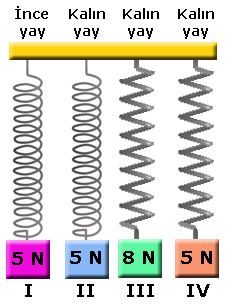 İnce Kalın Kalın Kalın
yay yay yay yay
5 N 5 N 8 N 5 N
I II III IV